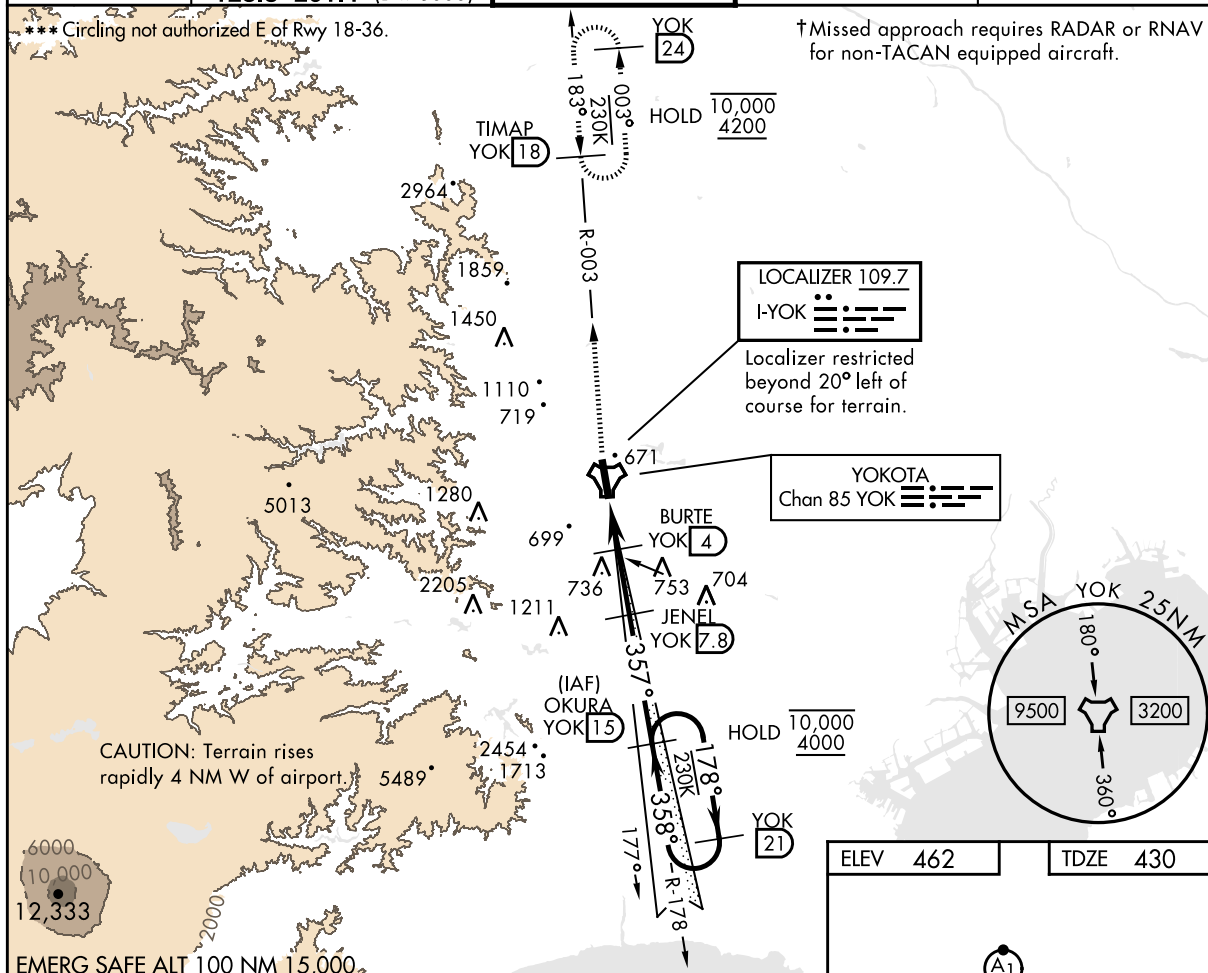 *** Circling not authorized E of Rwy 18-36.
†Missed approach requires RADAR or RNAV
for non-TACAN equipped aircraft.
YOK
24
183°
230K
003°
HOLD
10,000
4200
TIMAP
YOK 18
2964
R-003
1859
1450
1110
719
LOCALIZER 109.7
I-YOK
Localizer restricted
beyond 20° left of
course for terrain.
671
YOKOTA
Chan 85 YOK
5013
1280
699
BURTE
YOK 4
736
753
704
2205
1211
JENEL
YOK 7.8
357°
MSA YOK 25NM
180°
9500
3200
360°
(IAF)
OKURA
YOK 15
HOLD
10,000
4000
178°
230K
358°
2454
1713
CAUTION: Terrain rises
rapidly 4 NM W of airport.
5489
YOK
21
177°
R-178
6000
10,000
12,333
2000
ELEV 462
TDZE 430
A1
EMERG SAFE ALT 100 NM 15,000